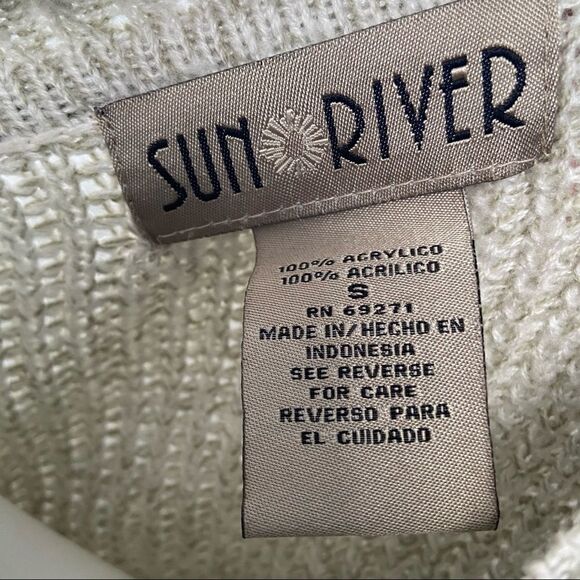 SUN RIVER
100% ACRYLICO
100% ACRILICO
S
RN 69271
MADE IN/HECHO EN
INDONESIA
SEE REVERSE
FOR CARE
REVERSO PARA
EL CUIDADO